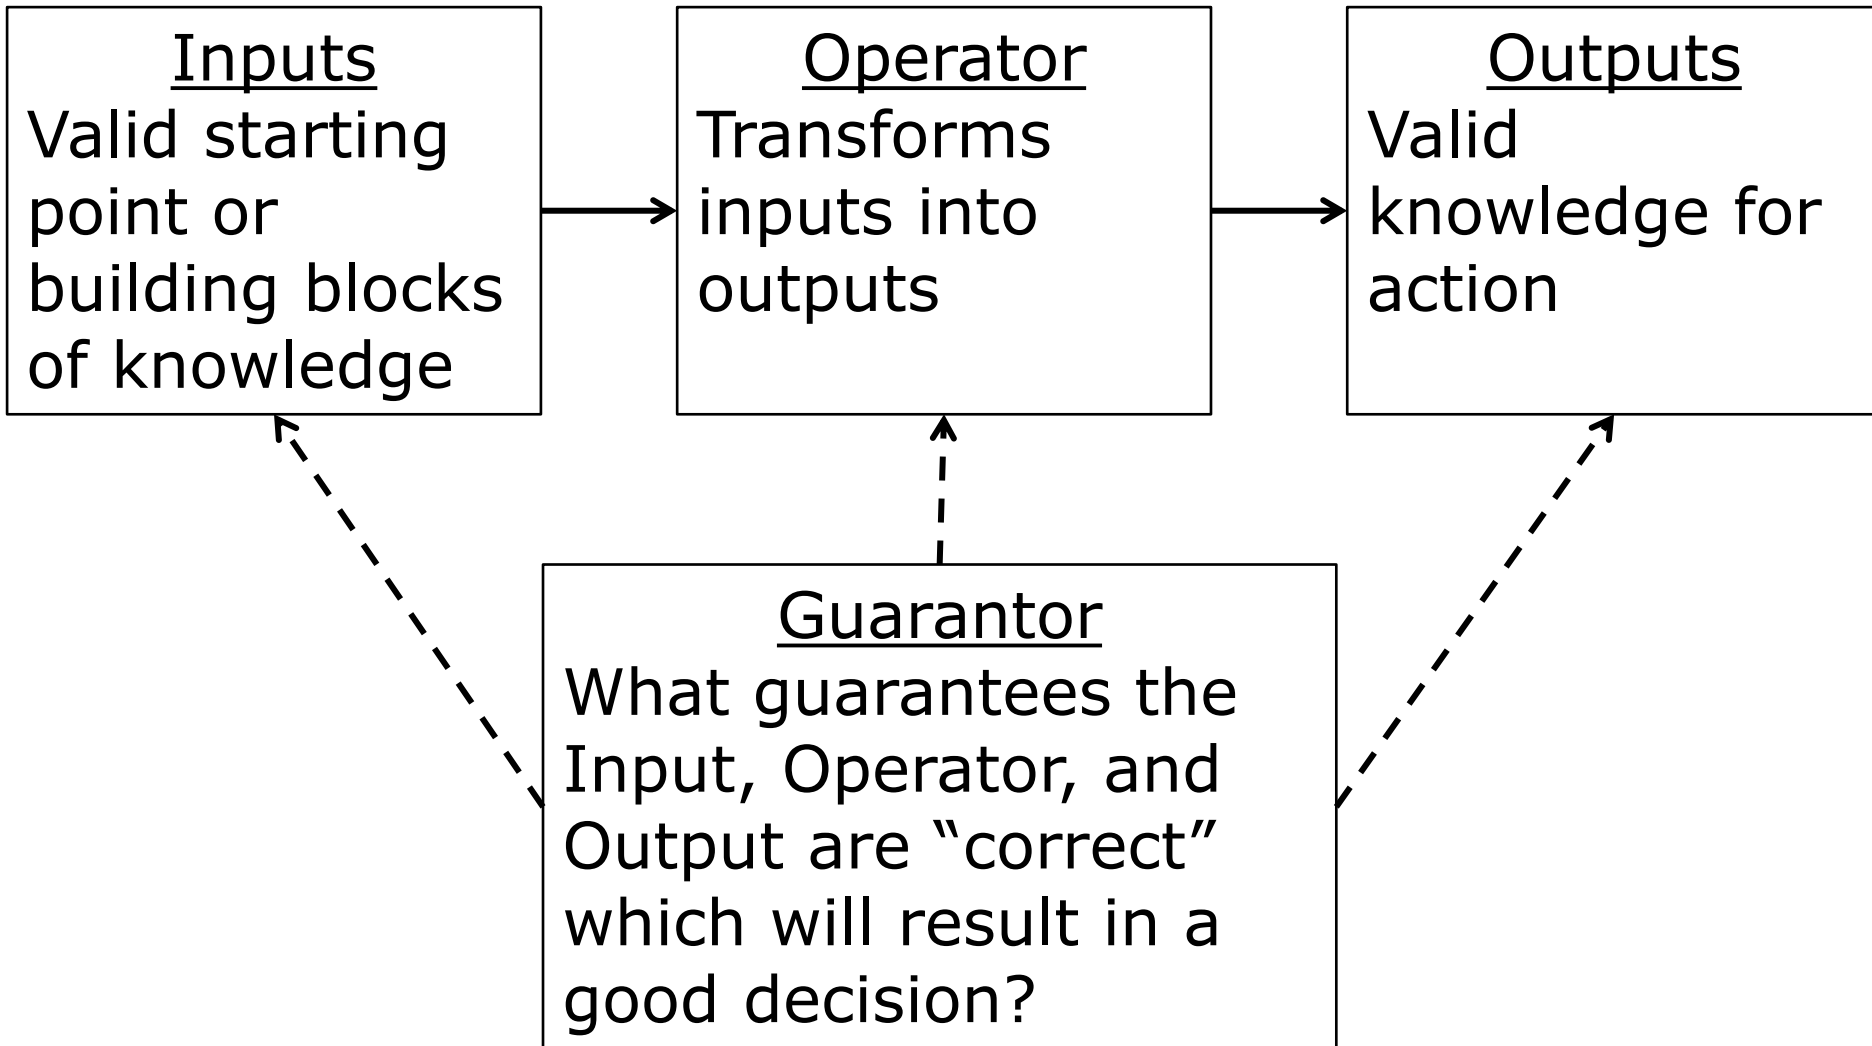 Inputs
Valid starting
point or
building blocks
of knowledge
Operator
Transforms
inputs into
outputs
Outputs
Valid
knowledge for
action
Guarantor
What guarantees the
Input, Operator, and
Output are “correct”
which will result in a
good decision?